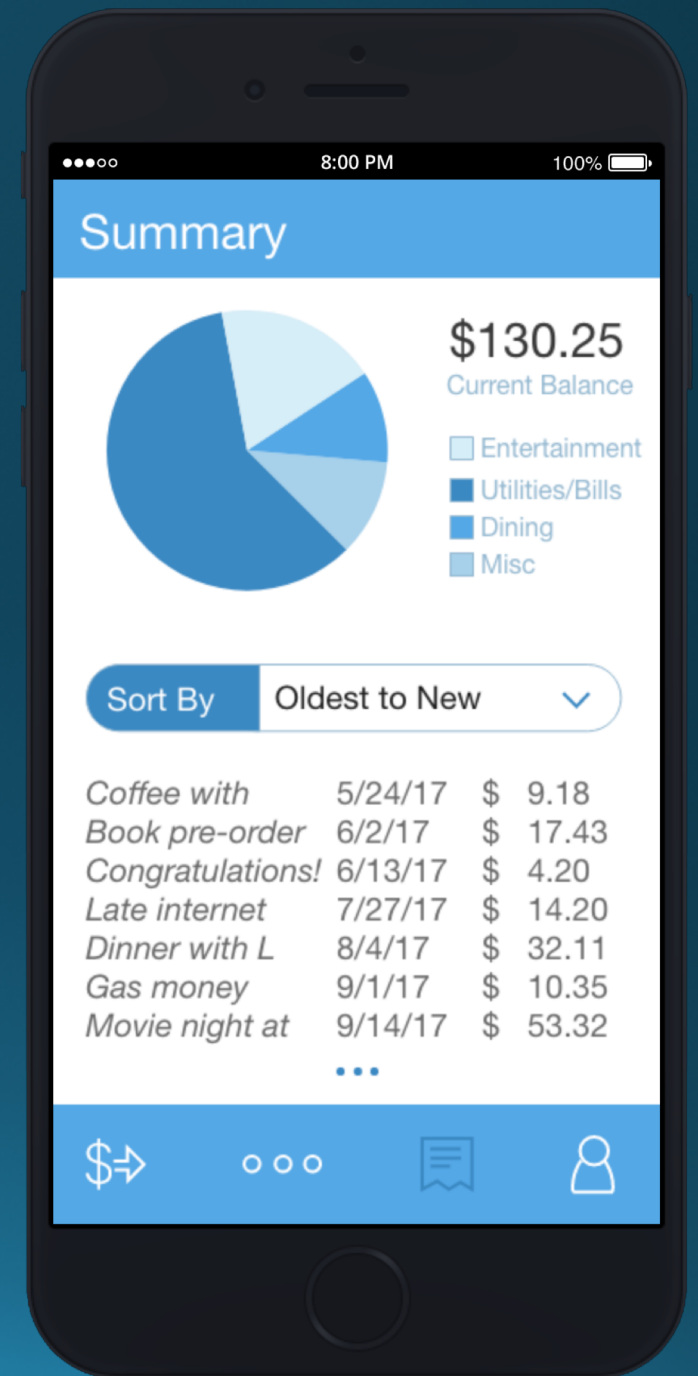 8:00 PM 100%
Summary
$130.25
Current Balance
Entertainment
Utilities/Bills
Dining
Misc
Sort By Oldest to New
Coffee with 5/24/17 $ 9.18
Book pre-order 6/2/17 $ 17.43
Congratulations! 6/13/17 $ 4.20
Late internet 7/27/17 $ 14.20
Dinner with L 8/4/17 $ 32.11
Gas money 9/1/17 $ 10.35
Movie night at 9/14/17 $ 53.32
...
$